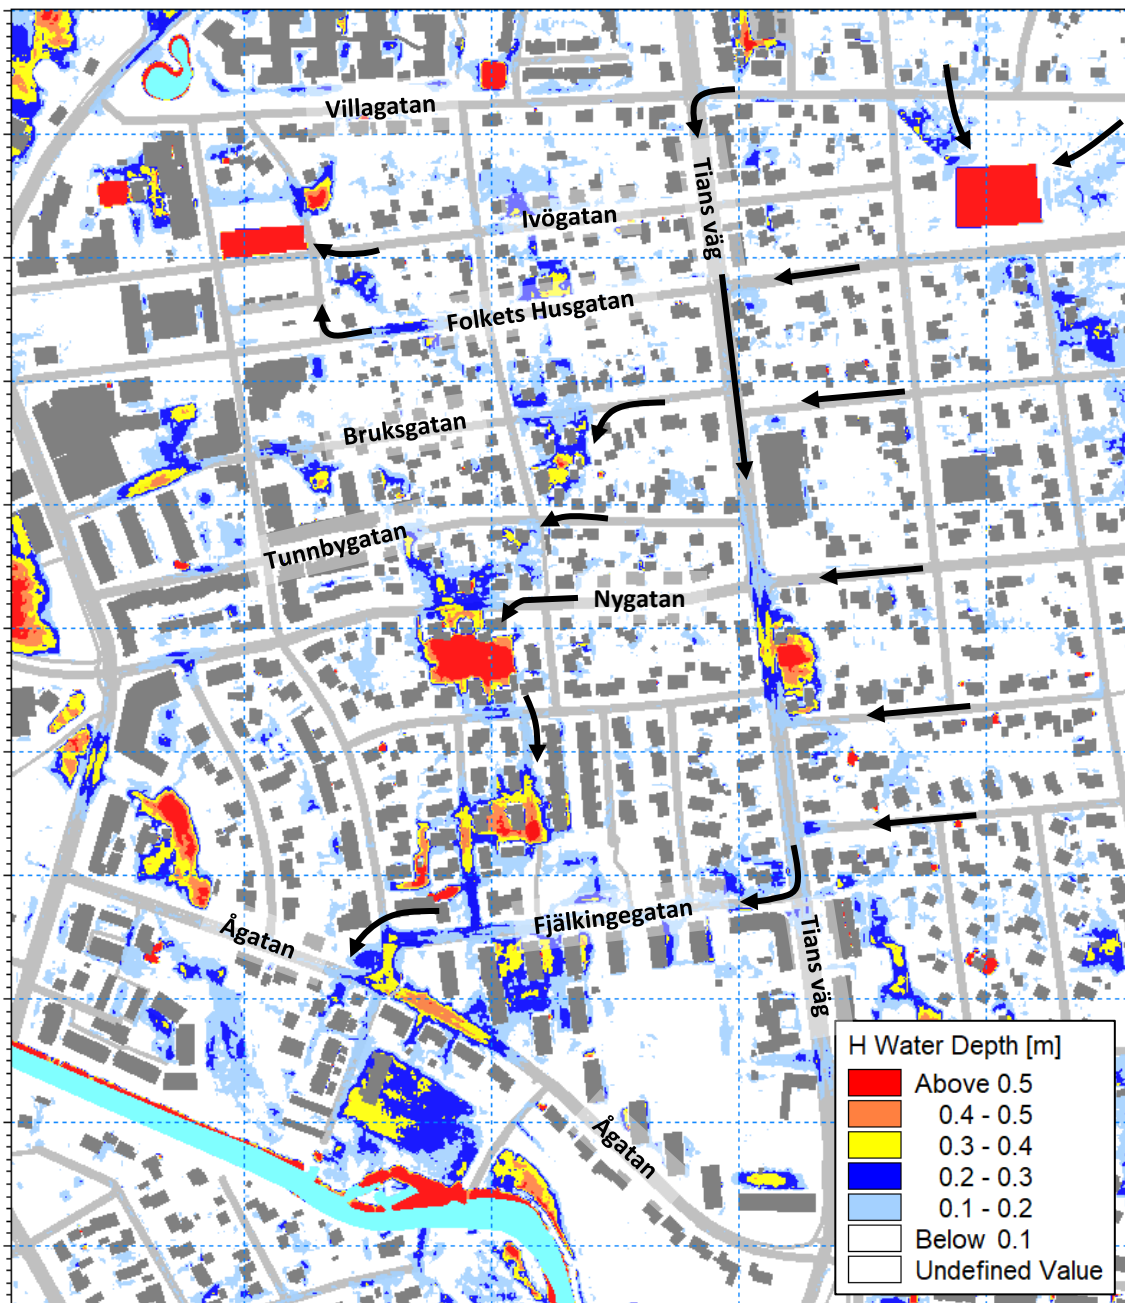 Villagatan
Tians väg
Ivögatan
Folkets Husgatan
Bruksgatan
Tunnbygatan
Nygatan
Fjälkingegatan
Ågatan
Tians väg
Ågatan
H Water Depth [m]
Above 0.5
0.4 - 0.5
0.3 - 0.4
0.2 - 0.3
0.1 - 0.2
Below 0.1
Undefined Value